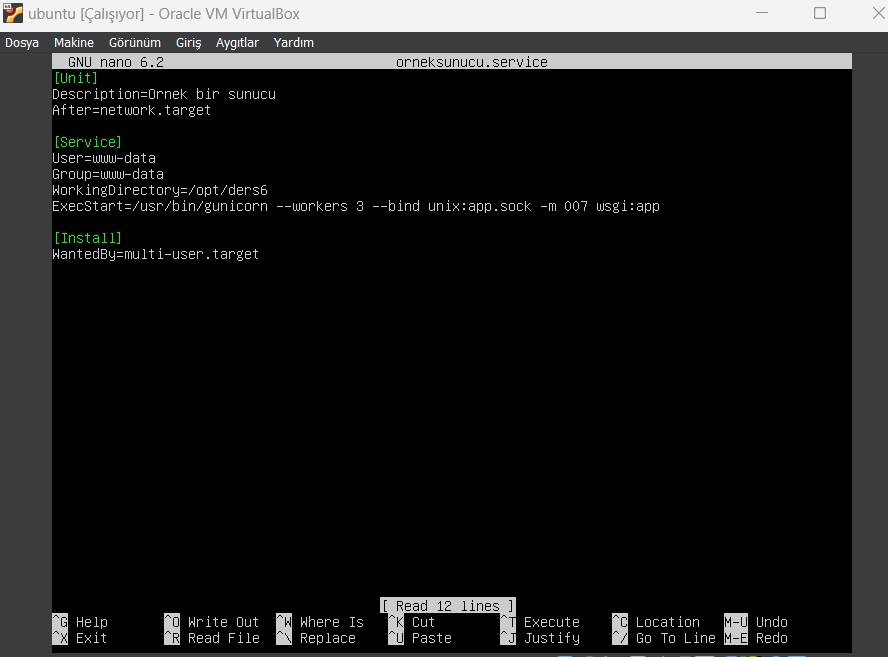 ubuntu [Çalışıyor] - Oracle VM VirtualBox
Dosya Makine Görünüm Giriş Aygıtlar Yardım
GNU nano 6.2 orneksunucu.service
[Unit]
Description=Ornek bir sunucu
After=network.target
[Service]
User=www-data
Group=www-data
WorkingDirectory=/opt/ders6
ExecStart=/usr/bin/gunicorn --workers 3 --bind unix:app.sock -m 007 wsgi:app
[Install]
WantedBy=multi-user.target
[ Read 12 lines ]
^G Help ^O Write Out ^W Where Is ^K Cut ^T Execute ^C Location M-U Undo
^X Exit ^R Read File ^\ Replace ^U Paste ^J Justify ^/ Go To Line M-E Redo